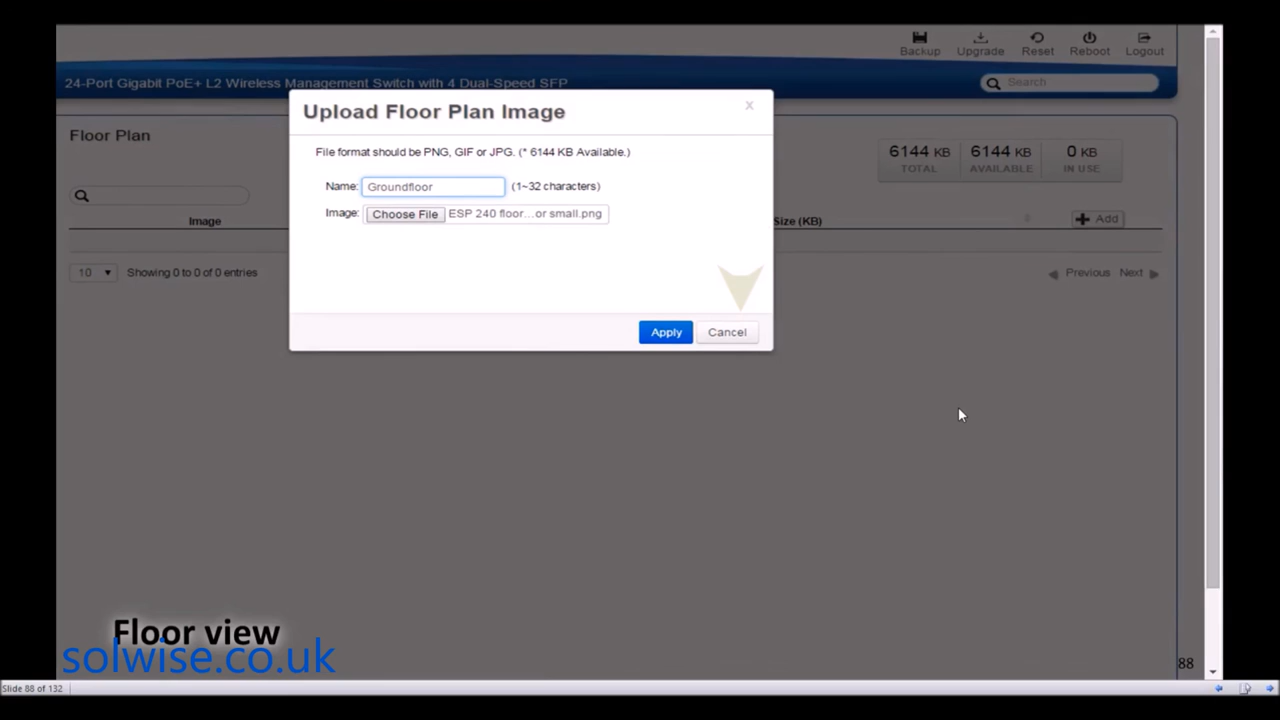 Backup Upgrade Reset Reboot Logout
24-Port Gigabit PoE+ L2 Wireless Management Switch with 4 Dual-Speed SFP
Search
Upload Floor Plan Image
x
Floor Plan
File format should be PNG, GIF or JPG. (* 6144 KB Available.)
6144 KB 6144 KB 0 KB
TOTAL AVAILABLE IN USE
Name: Groundfloor (1~32 characters)
Image: Choose File ESP 240 floor...or small.png
Image Size (KB) Add
10 Showing 0 to 0 of 0 entries Previous Next
Apply Cancel
Floor view
solwise.co.uk
88
Slide 88 of 132